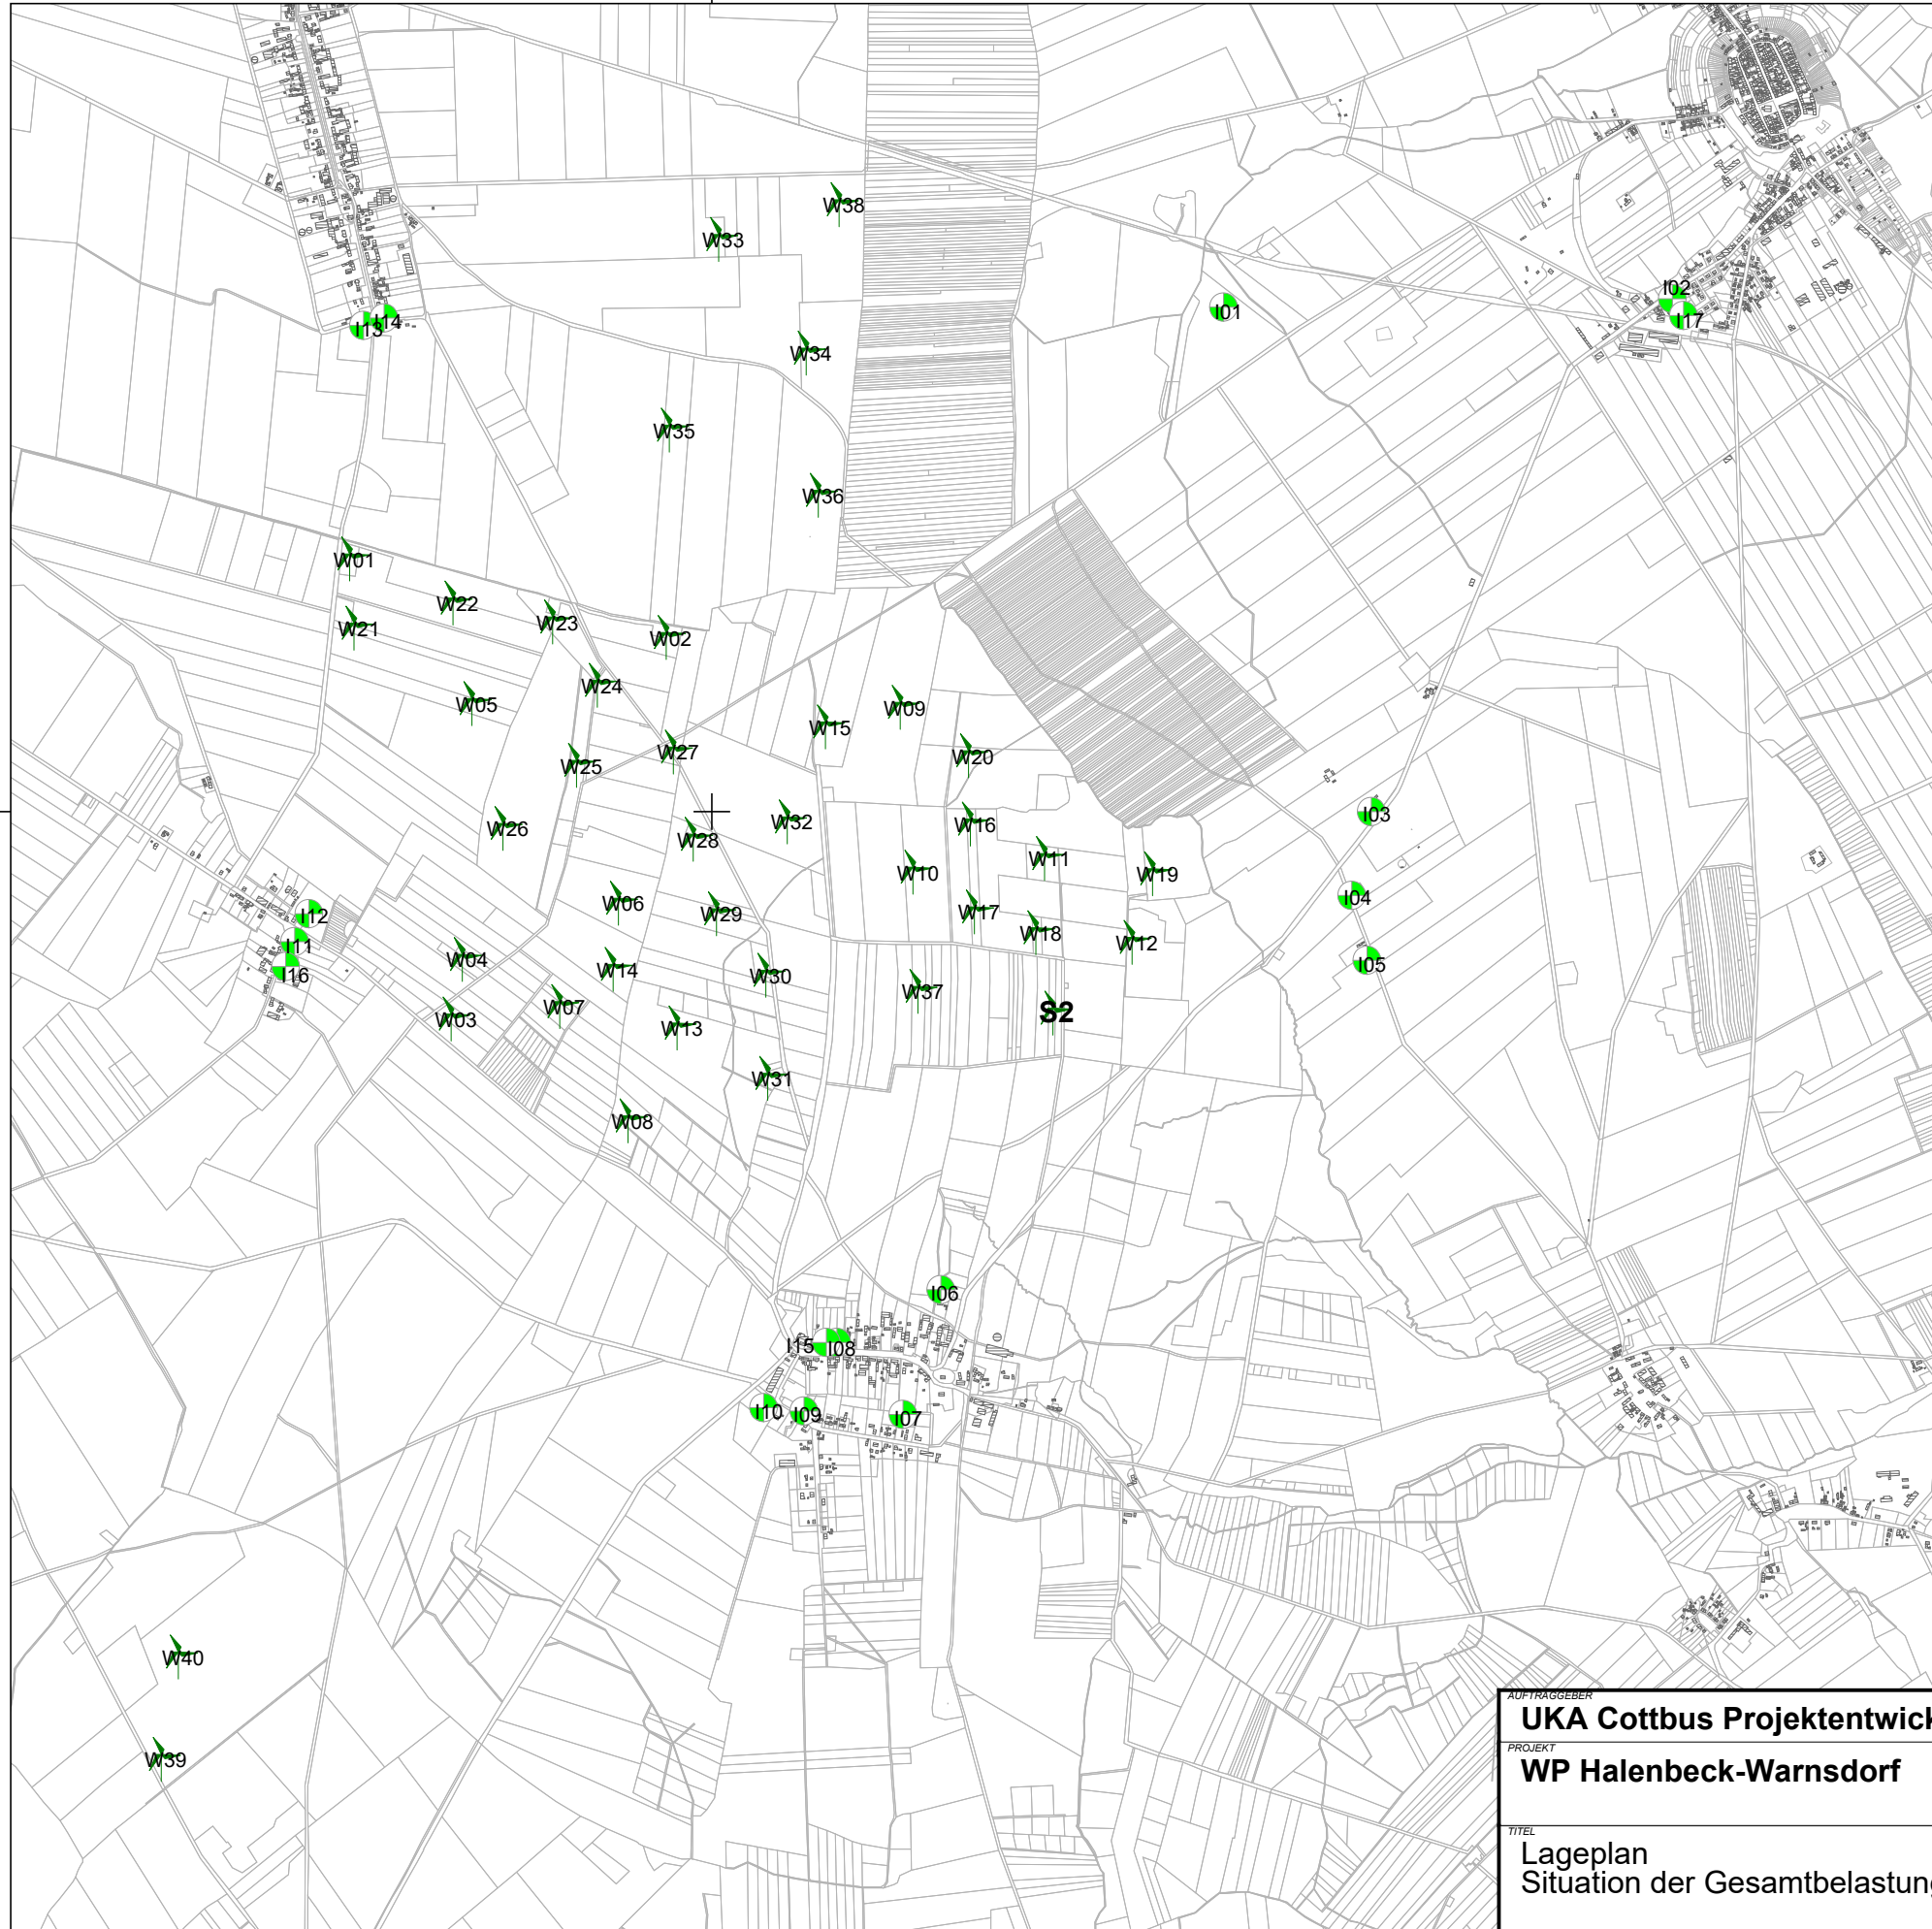 W38
W33
I02
I01
I14
I17
I13
W34
W35
W36
W01
W22
W23
W21
W02
W24
W05
W09
W15
W27
W20
W25
I03
W32
W16
W26
W28
W11
W10
W19
I04
W06
W17
W29
I12
W18
W12
I11
W04
I05
W14
I16
W30
W37
W07
S2
W03
W13
W31
W08
I06
I15
I08
I10
I09
I07
W40
W39
AUFTRAGGEBER
UKA Cottbus Projektentwick
PROJEKT
WP Halenbeck-Warnsdorf
TITEL
Lageplan
Situation der Gesamtbelastung